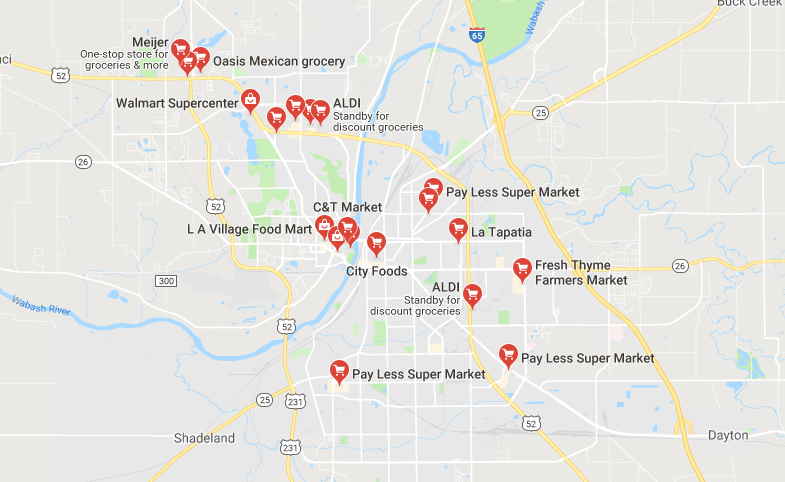 Buck Creek
Wabash
65
Meijer
One-stop store for
groceries & more
Oasis Mexican grocery
52
Walmart Supercenter
ALDI
Standby for
discount groceries
25
26
Pay Less Super Market
52
C&T Market
L A Village Food Mart
La Tapatia
City Foods
Fresh Thyme
Farmers Market
26
300
ALDI
Standby for
discount groceries
Wabash River
52
Pay Less Super Market
Pay Less Super Market
25
231
52
Shadeland
231
Dayton